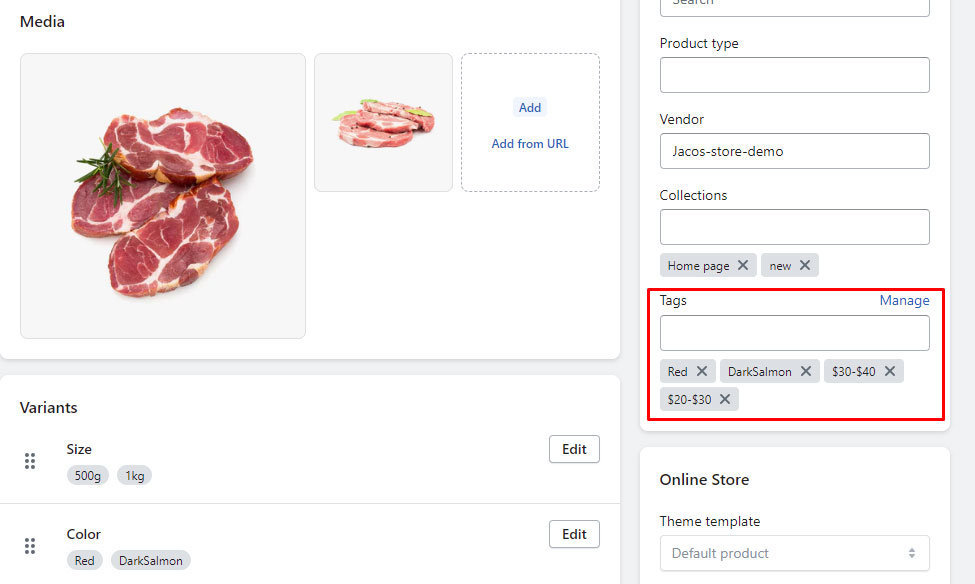 Media
Add
Add from URL
Variants
Size
Edit
500g 1kg
Color
Edit
Red DarkSalmon
Search
Product type
Vendor
Jacos-store-demo
Collections
Home page new
Tags Manage
Red DarkSalmon $30-$40
$20-$30
Online Store
Theme template
Default product